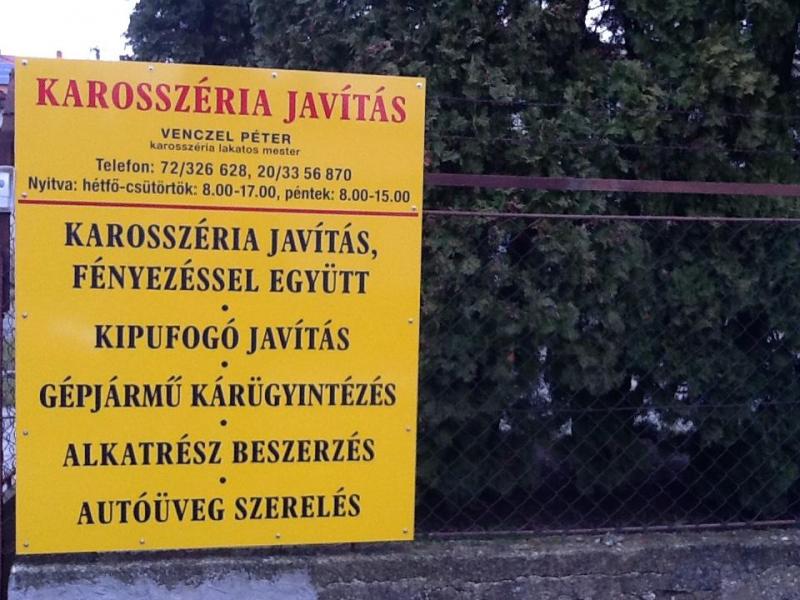 KAROSSZÉRIA JAVÍTÁS
VENCZEL PÉTER
karosszéria lakatos mester
Telefon: 72/326 628, 20/33 56 870
Nyitva: hétfő-csütörtök: 8.00-17.00, péntek: 8.00-15.00
KAROSSZÉRIA JAVÍTÁS,
FÉNYEZÉSSEL EGYÜTT
•
KIPUFOGÓ JAVÍTÁS
•
GÉPJÁRMŰ KÁRÜGYINTÉZÉS
•
ALKATRÉSZ BESZERZÉS
•
AUTÓÜVEG SZERELÉS